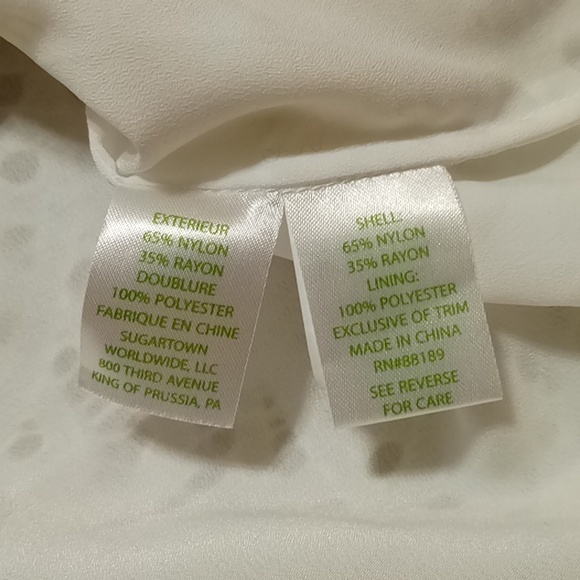 EXTERIEUR
65% NYLON
35% RAYON
DOUBLURE
100% POLYESTER
FABRIQUE EN CHINE
SUGARTOWN
WORLDWIDE, LLC
800 THIRD AVENUE
KING OF PRUSSIA, PA
SHELL:
65% NYLON
35% RAYON
LINING:
100% POLYESTER
EXCLUSIVE OF TRIM
MADE IN CHINA
RN#88189
SEE REVERSE
FOR CARE